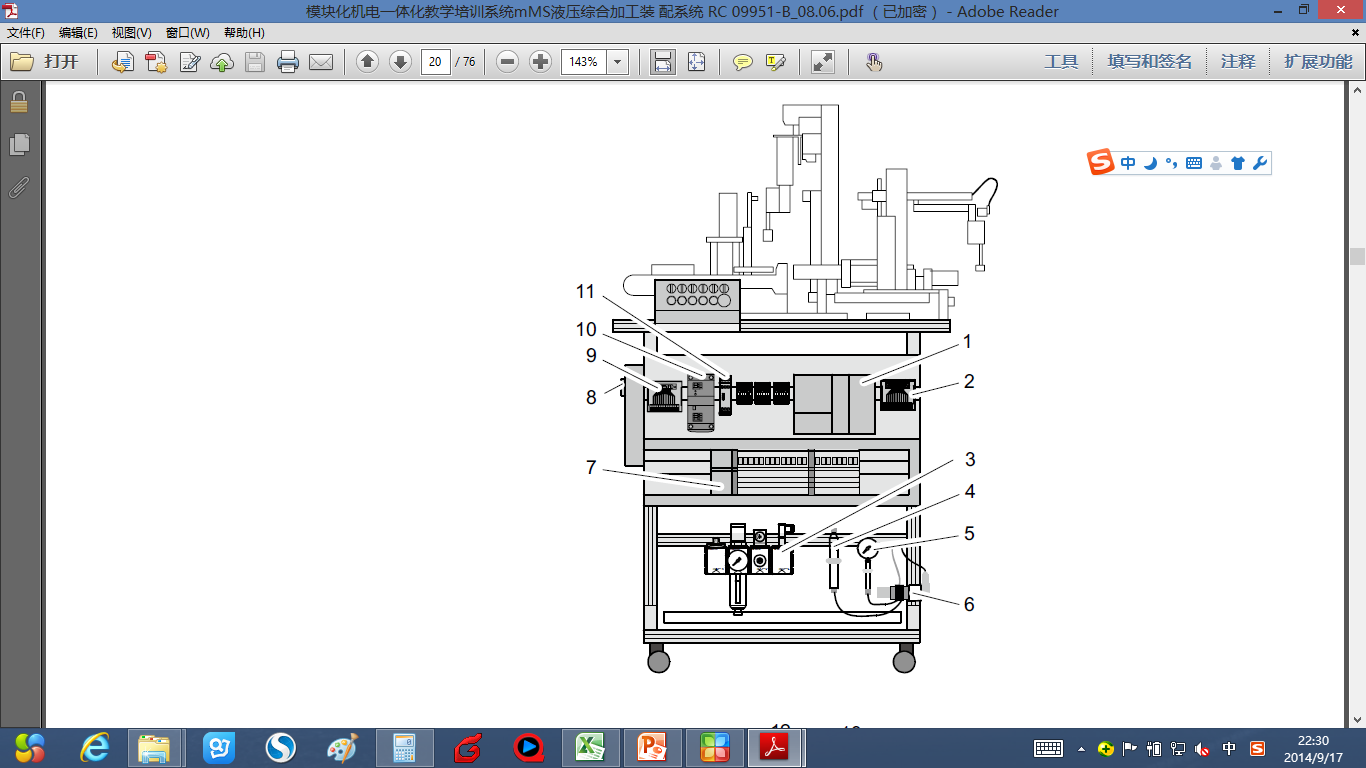 模块化机电一体化教学培训系统mMS液压综合加工装 配系统 RC 09951-B_08.06.pdf （已加密） - Adobe Reader
文件(F) 编辑(E) 视图(V) 窗口(W) 帮助(H)
打开 20 / 76 143% 工具 填写和签名 注释 扩展功能
中
11
10
9
8
7
1
2
3
4
5
6
中
22:30
2014/9/17